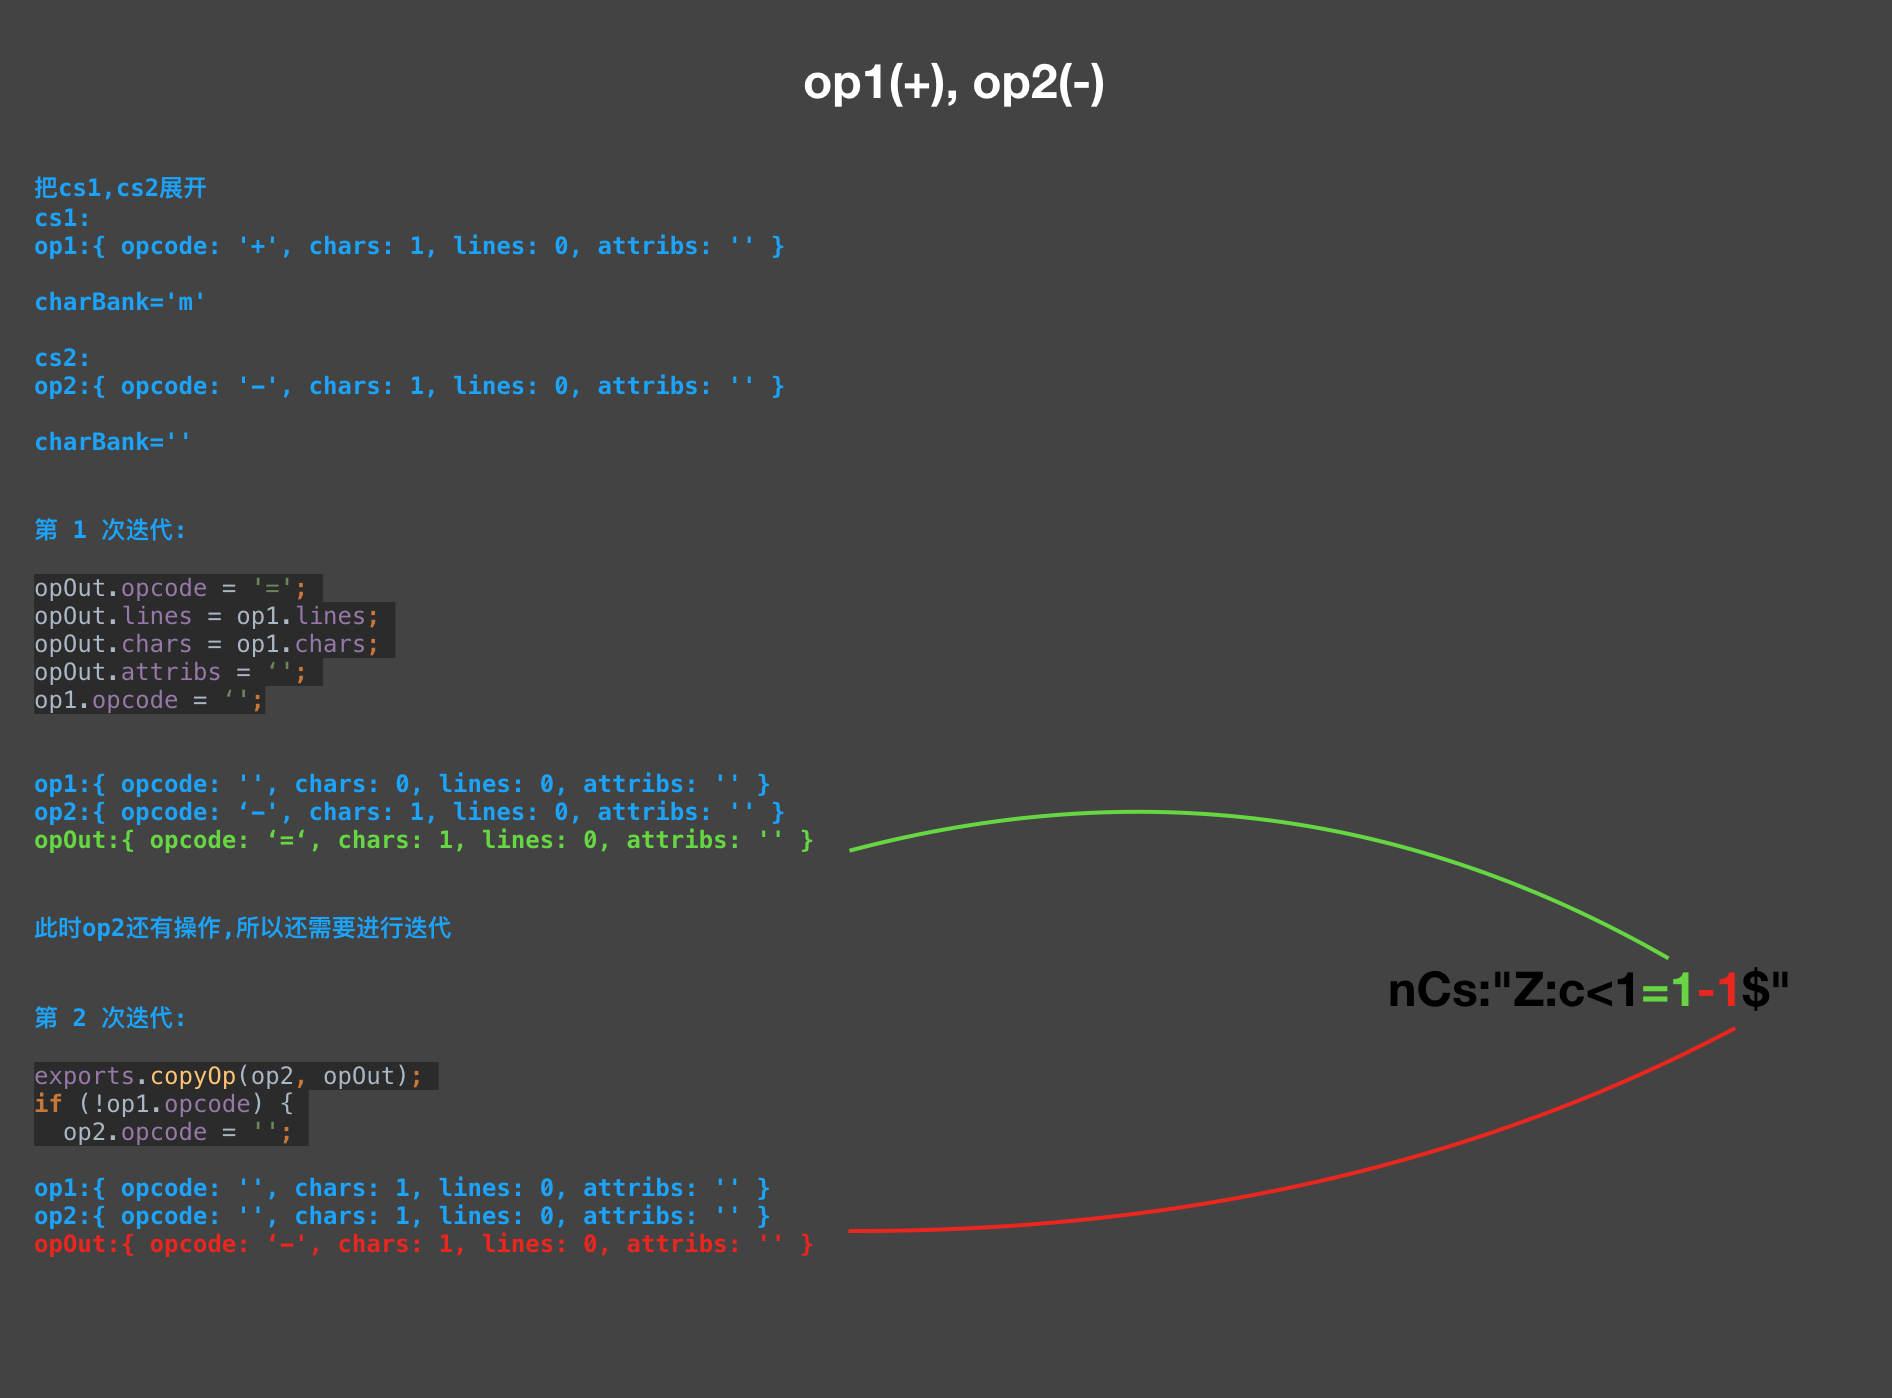 op1(+), op2(-)
把cs1,cs2展开
cs1:
op1:{ opcode: '+', chars: 1, lines: 0, attribs: '' }
charBank='m'
cs2:
op2:{ opcode: '-', chars: 1, lines: 0, attribs: '' }
charBank=''
第 1 次迭代:
opOut.opcode = '=';
opOut.lines = op1.lines;
opOut.chars = op1.chars;
opOut.attribs = ‘';
op1.opcode = ‘';
op1:{ opcode: '', chars: 0, lines: 0, attribs: '' }
op2:{ opcode: ‘-', chars: 1, lines: 0, attribs: '' }
opOut:{ opcode: ‘=‘, chars: 1, lines: 0, attribs: '' }
此时op2还有操作,所以还需要进行迭代
nCs:"Z:c<1=1-1$"
第 2 次迭代:
exports.copyOp(op2, opOut);
if (!op1.opcode) {
  op2.opcode = '';
op1:{ opcode: '', chars: 1, lines: 0, attribs: '' }
op2:{ opcode: '', chars: 1, lines: 0, attribs: '' }
opOut:{ opcode: ‘-', chars: 1, lines: 0, attribs: '' }